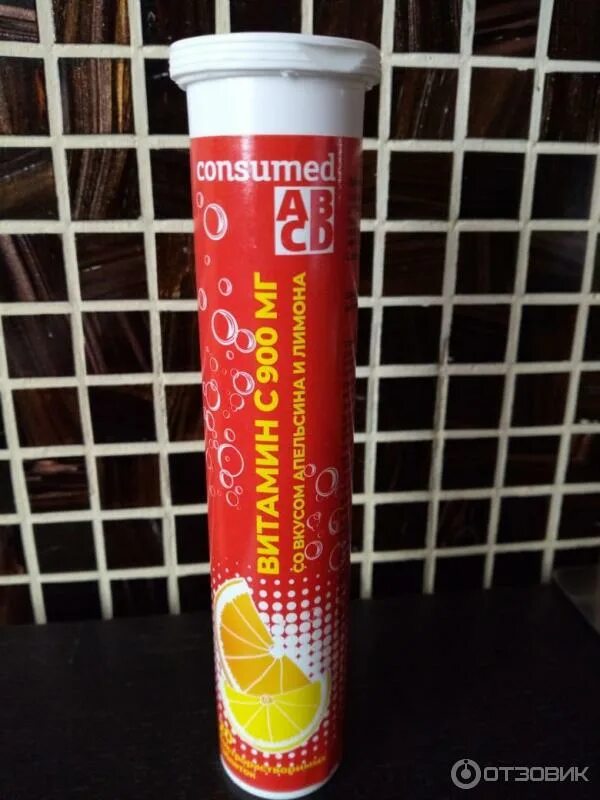 consumed
AB
CD
ВИТАМИН С 900 МГ
СО ВКУСОМ АПЕЛЬСИНА И ЛИМОНА
ОТЗОВИК